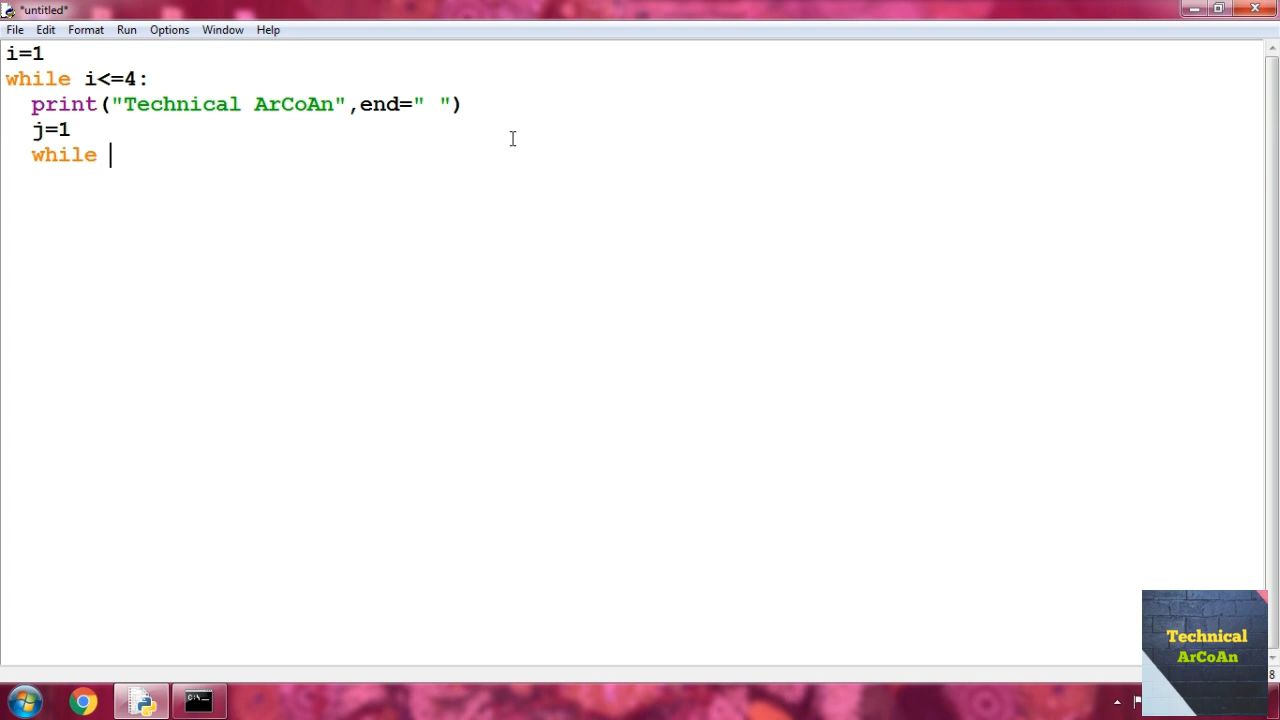 *untitled*
File Edit Format Run Options Window Help
i=1
while i<=4:
  print("Technical ArCoAn",end=" ")
  j=1
  while
Technical
ArCoAn
8
C:\_